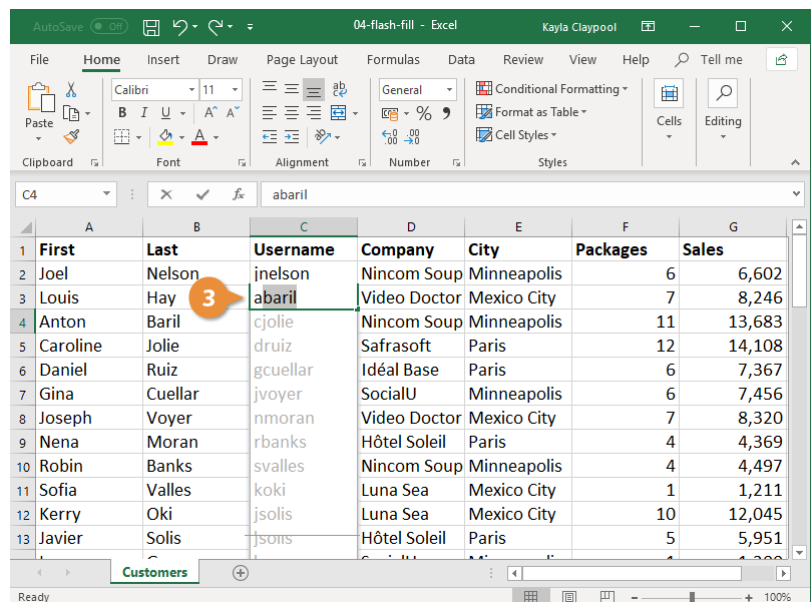 AutoSave Off 04-flash-fill - Excel Kayla Claypool
File Home Insert Draw Page Layout Formulas Data Review View Help Tell me
Calibri 11 ab General Conditional Formatting
Paste B I U A A A % 9 Format as Table Cells Editing
Cell Styles
Clipboard Font Alignment Number Styles
C4 fx abaril
A B C D E F G
1 First Last Username Company City Packages Sales
2 Joel Nelson jnelson Nincom Soup Minneapolis 6 6,602
3 Louis Hay 3 abaril Video Doctor Mexico City 7 8,246
4 Anton Baril cjolie Nincom Soup Minneapolis 11 13,683
5 Caroline Jolie druiz Safrasoft Paris 12 14,108
6 Daniel Ruiz gcuellar Idéal Base Paris 6 7,367
7 Gina Cuellar jvoyer SocialU Minneapolis 6 7,456
8 Joseph Voyer nmoran Video Doctor Mexico City 7 8,320
9 Nena Moran rbanks Hôtel Soleil Paris 4 4,369
10 Robin Banks svalles Nincom Soup Minneapolis 4 4,497
11 Sofia Valles koki Luna Sea Mexico City 1 1,211
12 Kerry Oki jsolis Luna Sea Mexico City 10 12,045
13 Javier Solis jsolis Hôtel Soleil Paris 5 5,951
Customers
Ready 100%